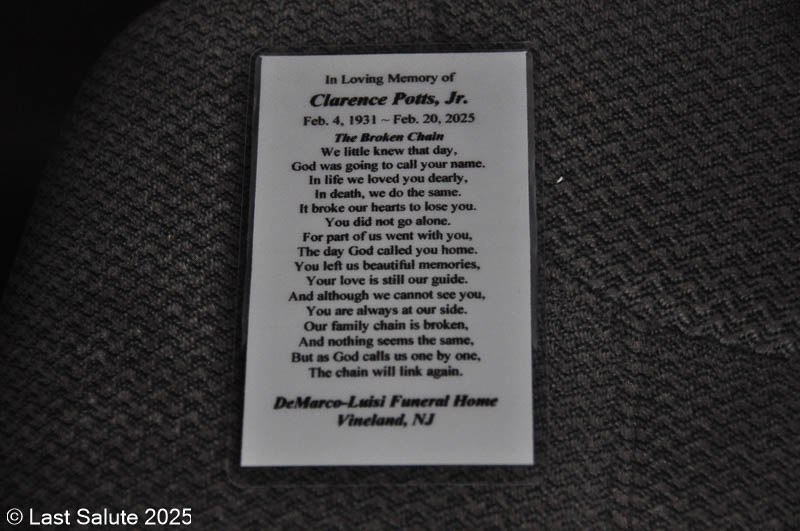 In Loving Memory of
Clarence Potts, Jr.
Feb. 4, 1931 ~ Feb. 20, 2025
The Broken Chain
We little knew that day,
God was going to call your name.
In life we loved you dearly,
In death, we do the same.
It broke our hearts to lose you.
You did not go alone.
For part of us went with you,
The day God called you home.
You left us beautiful memories,
Your love is still our guide.
And although we cannot see you,
You are always at our side.
Our family chain is broken,
And nothing seems the same,
But as God calls us one by one,
The chain will link again.
DeMarco-Luisi Funeral Home
Vineland, NJ
© Last Salute 2025